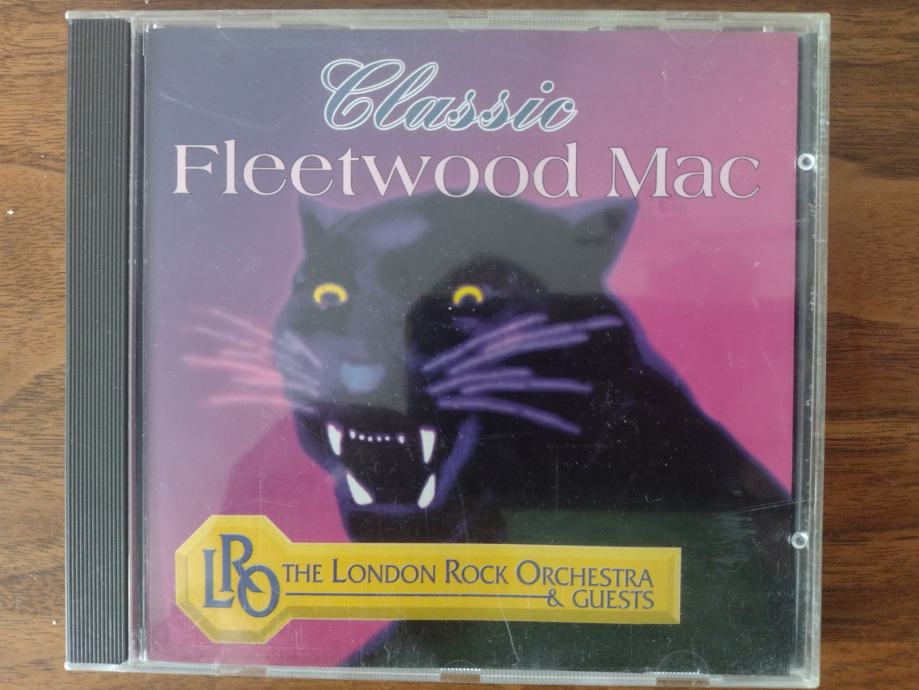 Classic
Fleetwood Mac
LRO THE LONDON ROCK ORCHESTRA
& GUESTS